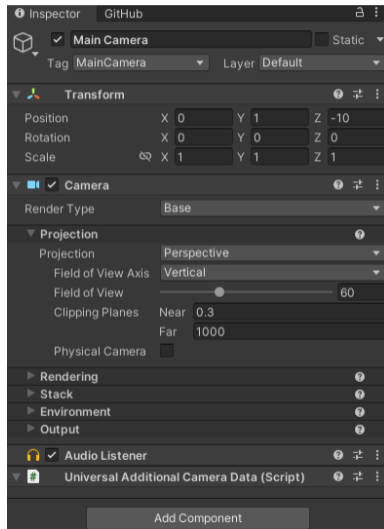 Inspector GitHub
Main Camera Static
Tag MainCamera Layer Default
Transform
Position X 0 Y 1 Z -10
Rotation X 0 Y 0 Z 0
Scale X 1 Y 1 Z 1
Camera
Render Type Base
Projection
Projection Perspective
Field of View Axis Vertical
Field of View 60
Clipping Planes Near 0.3
Far 1000
Physical Camera
Rendering
Stack
Environment
Output
Audio Listener
# Universal Additional Camera Data (Script)
Add Component